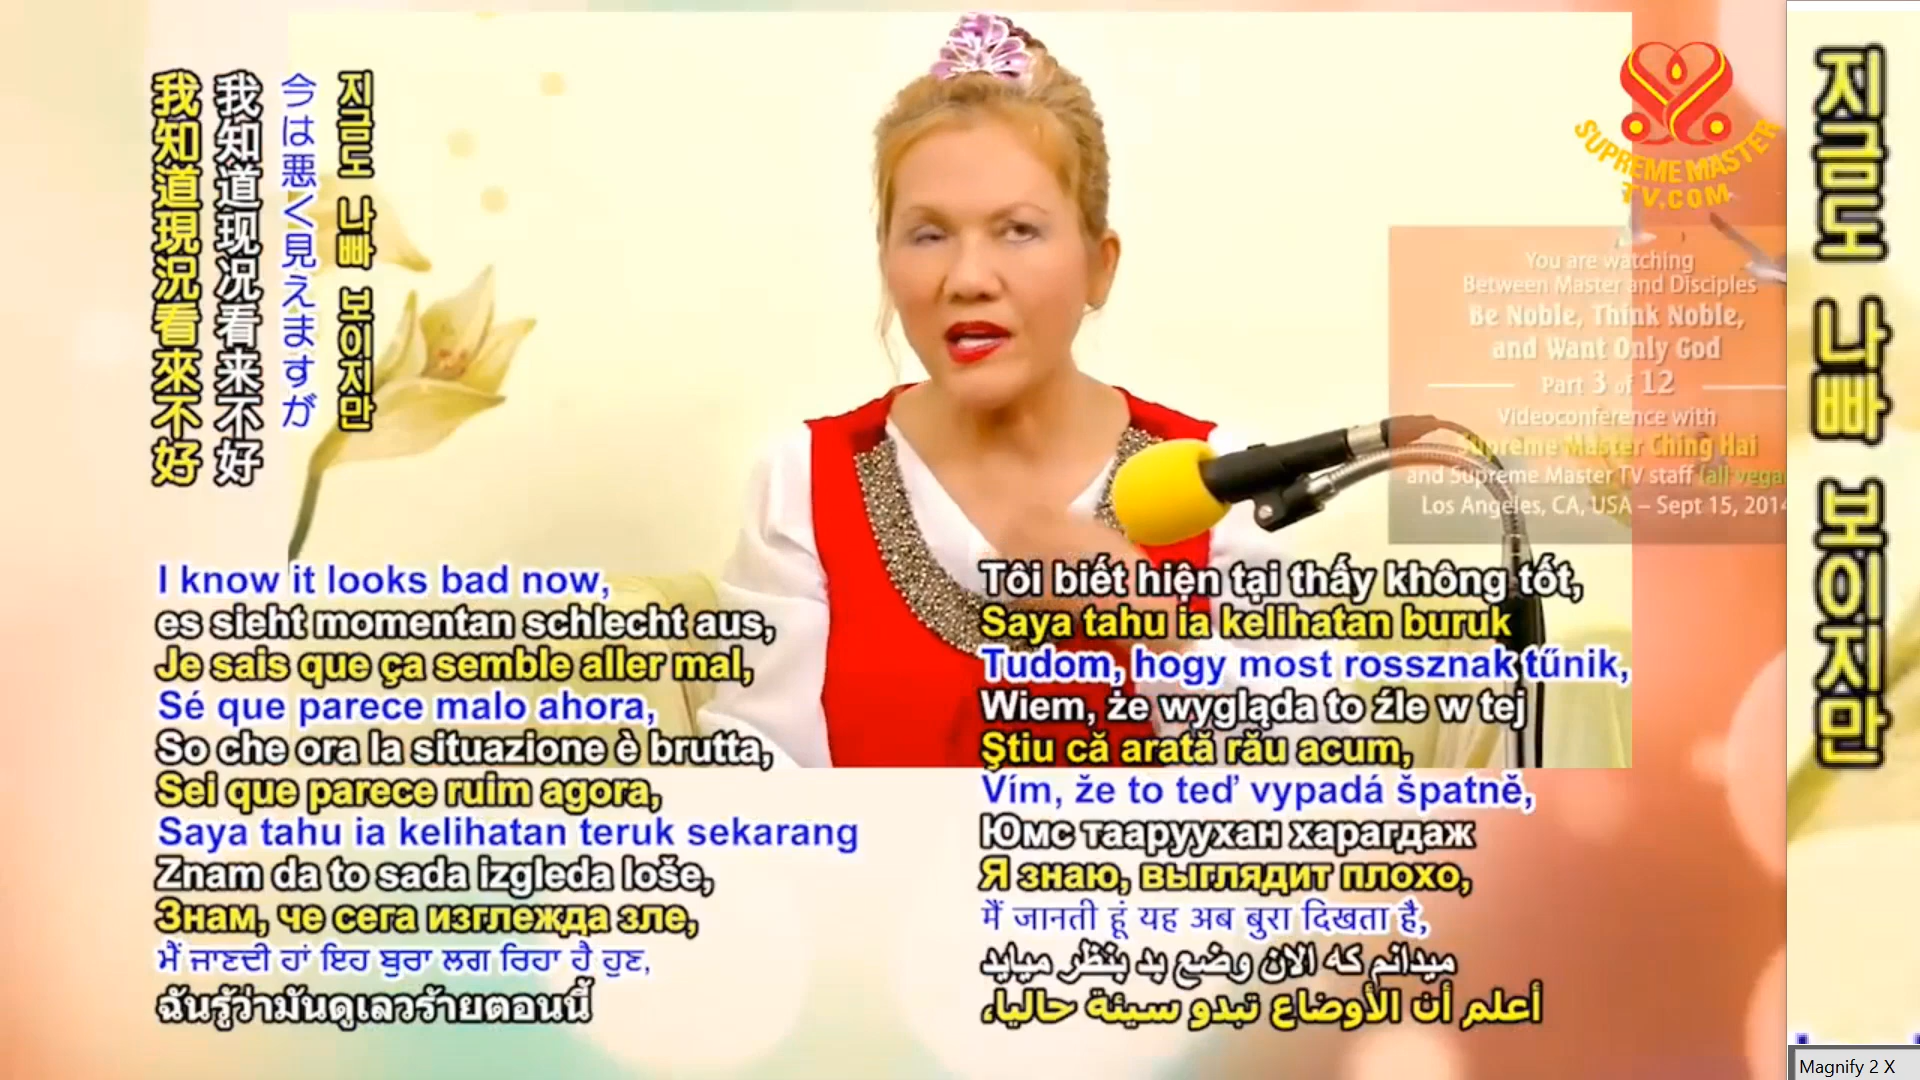 我知道現況看來不好
我知道现况看来不好
今は悪く見えますが
지금도 나빠 보이지만
I know it looks bad now,
es sieht momentan schlecht aus,
Je sais que ça semble aller mal,
Sé que parece malo ahora,
So che ora la situazione è brutta,
Sei que parece ruim agora,
Saya tahu ia kelihatan teruk sekarang
Znam da to sada izgleda loše,
Знам, че сега изглежда зле,
ਮੈਂ ਜਾਣਦੀ ਹਾਂ ਇਹ ਬੁਰਾ ਲਗ ਰਿਹਾ ਹੈ ਹੁਣ,
ฉันรู้ว่ามันดูเลวร้ายตอนนี้
Tôi biết hiện tại thấy không tốt,
Saya tahu ia kelihatan buruk
Tudom, hogy most rossznak tűnik,
Wiem, że wygląda to źle w tej
Ştiu că arată rău acum,
Vím, že to teď vypadá špatně,
Юмс тааруухан харагдаж
Я знаю, выглядит плохо,
मैं जानती हूं यह अब बुरा दिखता है,
میدانم که الان وضع بد بنظر میاید
أعلم أن الأوضاع تبدو سيئة حاليا،
SUPREME MASTER
TV.COM
You are watching
Between Master and Disciples
Be Noble, Think Noble,
and Want Only God
Part 3 of 12
Videoconference with
Supreme Master Ching Hai
and Supreme Master TV staff (all vega
Los Angeles, CA, USA – Sept 15, 2014
지금도 나빠 보이지만
Magnify 2 X